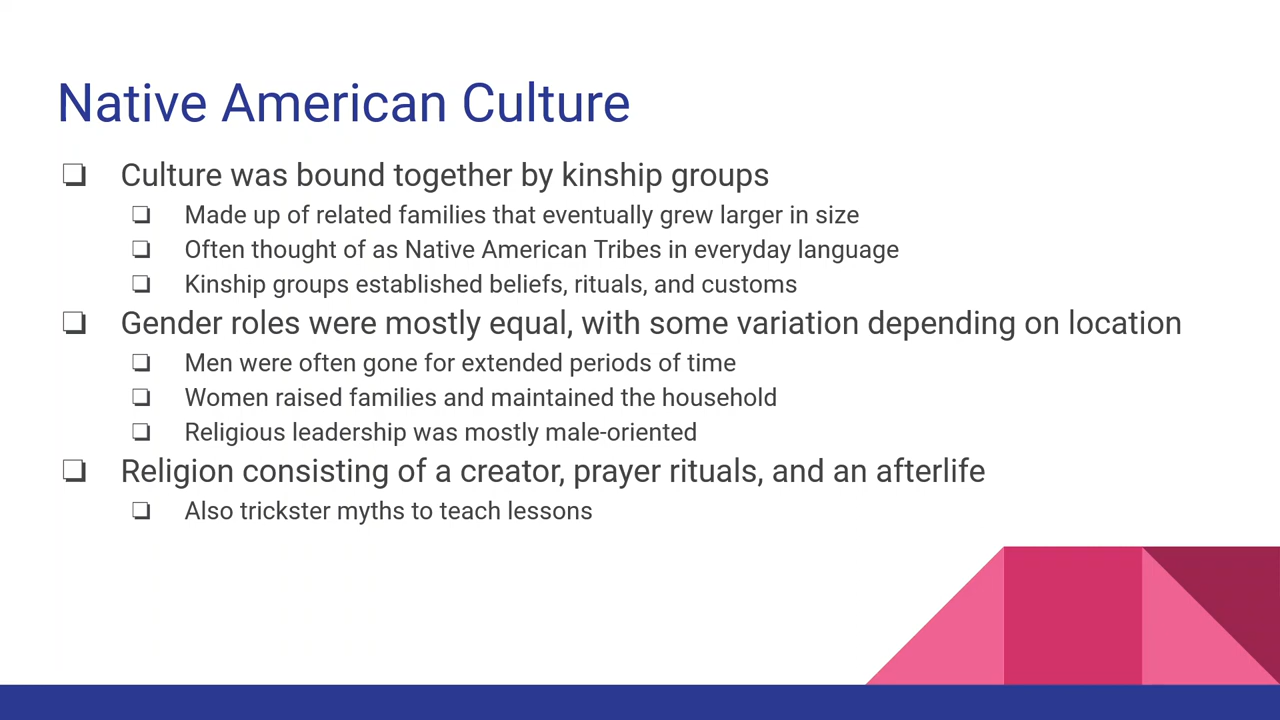 Native American Culture
❏ Culture was bound together by kinship groups
❏ Made up of related families that eventually grew larger in size
❏ Often thought of as Native American Tribes in everyday language
❏ Kinship groups established beliefs, rituals, and customs
❏ Gender roles were mostly equal, with some variation depending on location
❏ Men were often gone for extended periods of time
❏ Women raised families and maintained the household
❏ Religious leadership was mostly male-oriented
❏ Religion consisting of a creator, prayer rituals, and an afterlife
❏ Also trickster myths to teach lessons